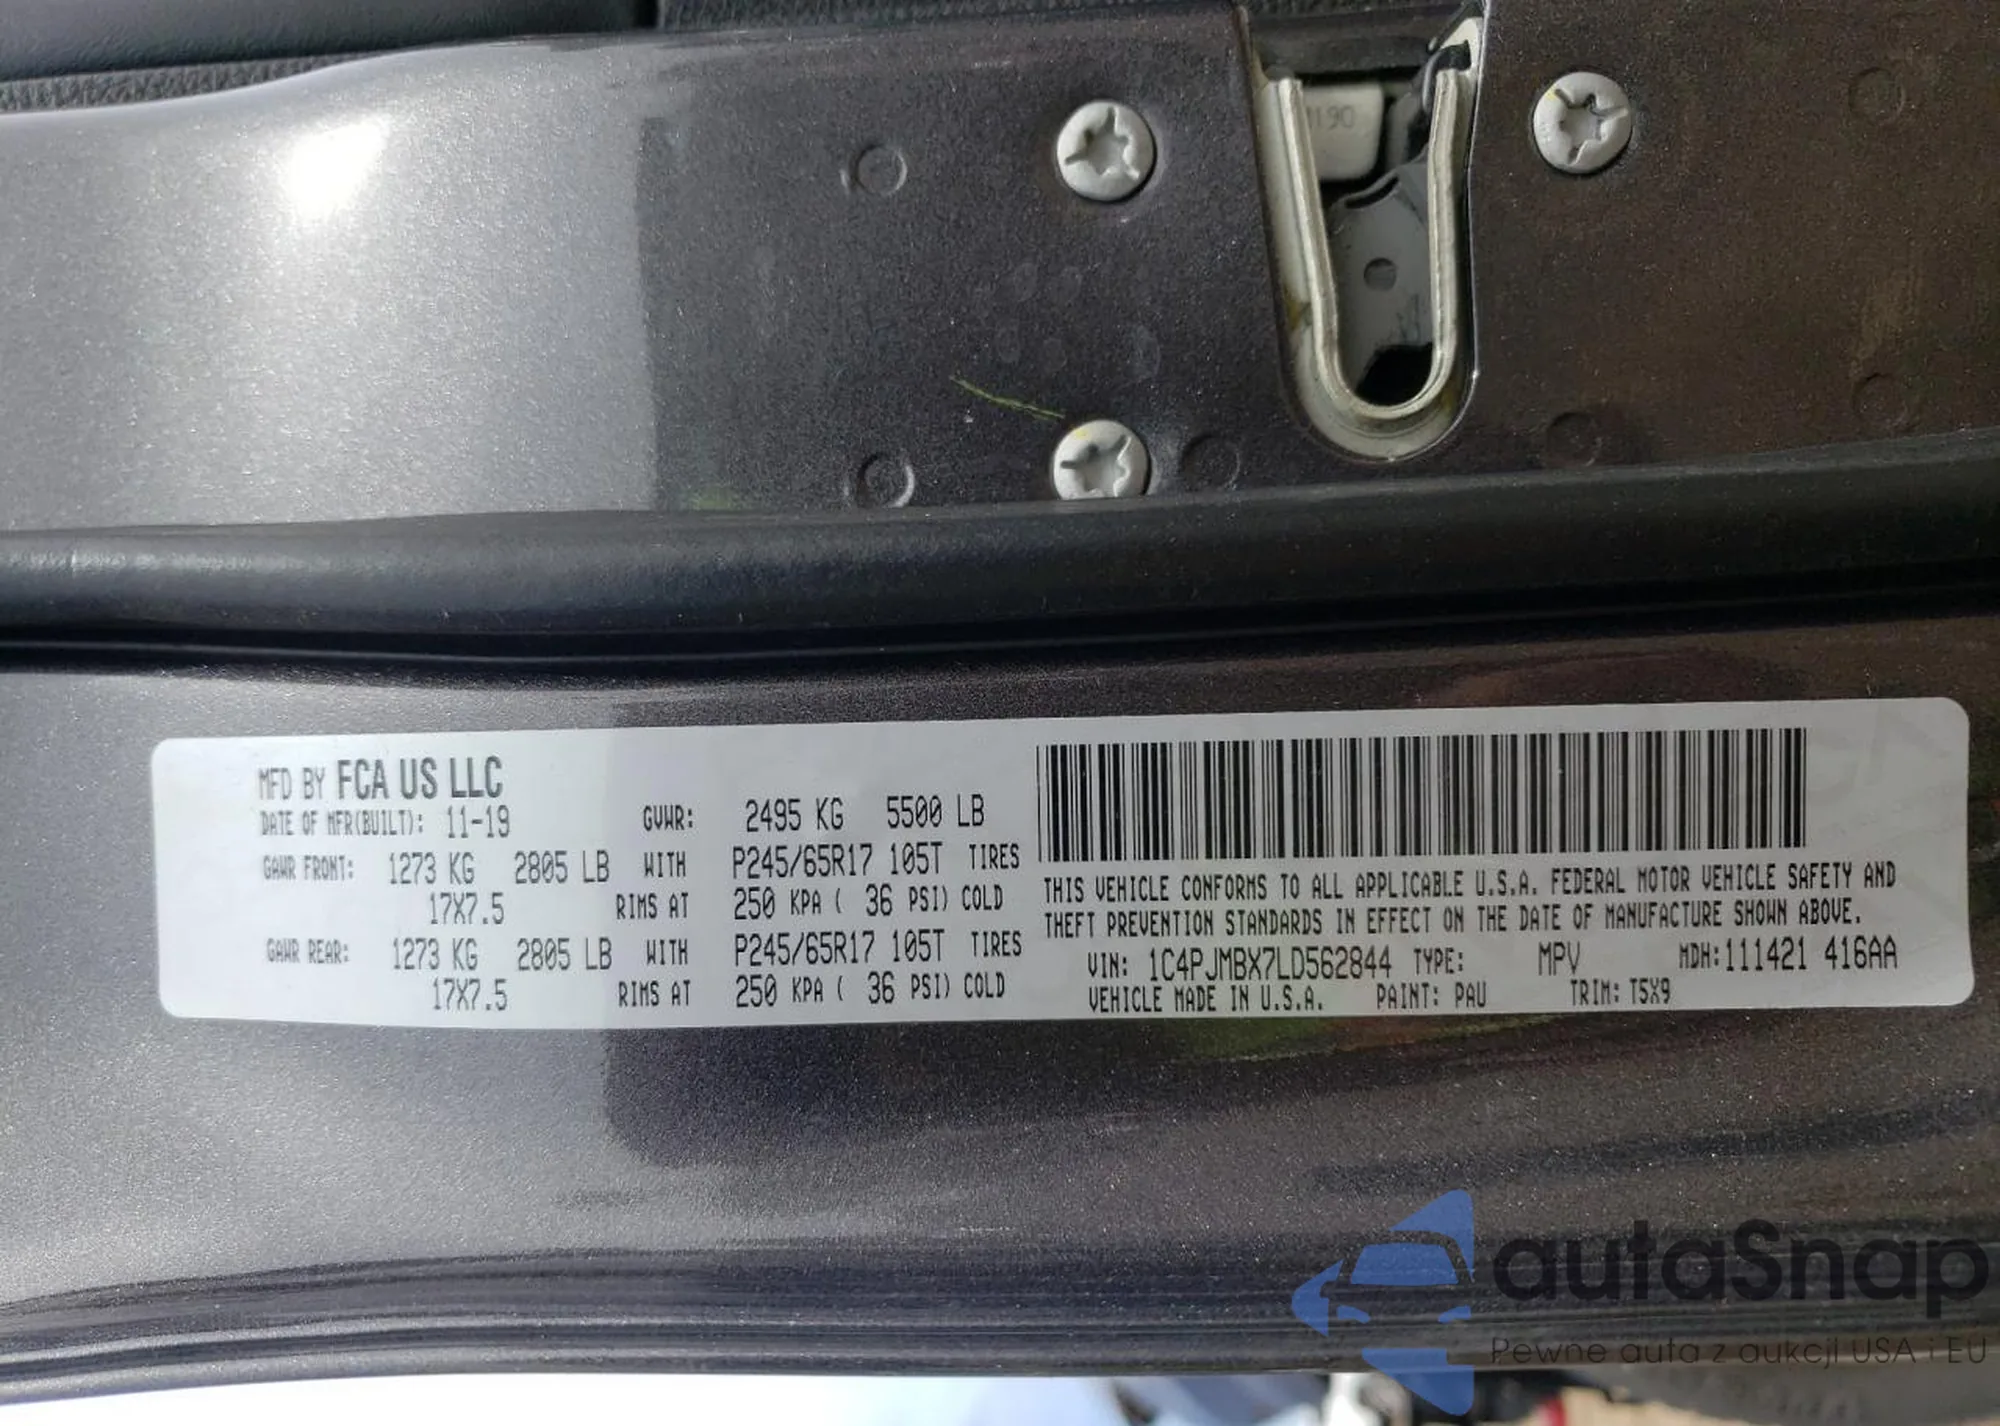 0190
MFD BY FCA US LLC
DATE OF MFR(BUILT): 11-19 GVWR: 2495 KG 5500 LB
GAWR FRONT: 1273 KG 2805 LB WITH P245/65R17 105T TIRES
17X7.5 RIMS AT 250 KPA ( 36 PSI) COLD
GAWR REAR: 1273 KG 2805 LB WITH P245/65R17 105T TIRES
17X7.5 RIMS AT 250 KPA ( 36 PSI) COLD
THIS VEHICLE CONFORMS TO ALL APPLICABLE U.S.A. FEDERAL MOTOR VEHICLE SAFETY AND
THEFT PREVENTION STANDARDS IN EFFECT ON THE DATE OF MANUFACTURE SHOWN ABOVE.
VIN: 1C4PJMBX7LD562844 TYPE: MPV MDH:111421 416AA
VEHICLE MADE IN U.S.A. PAINT: PAU TRIM: T5X9
autaSnap
Pewne auta z aukcji USA i EU